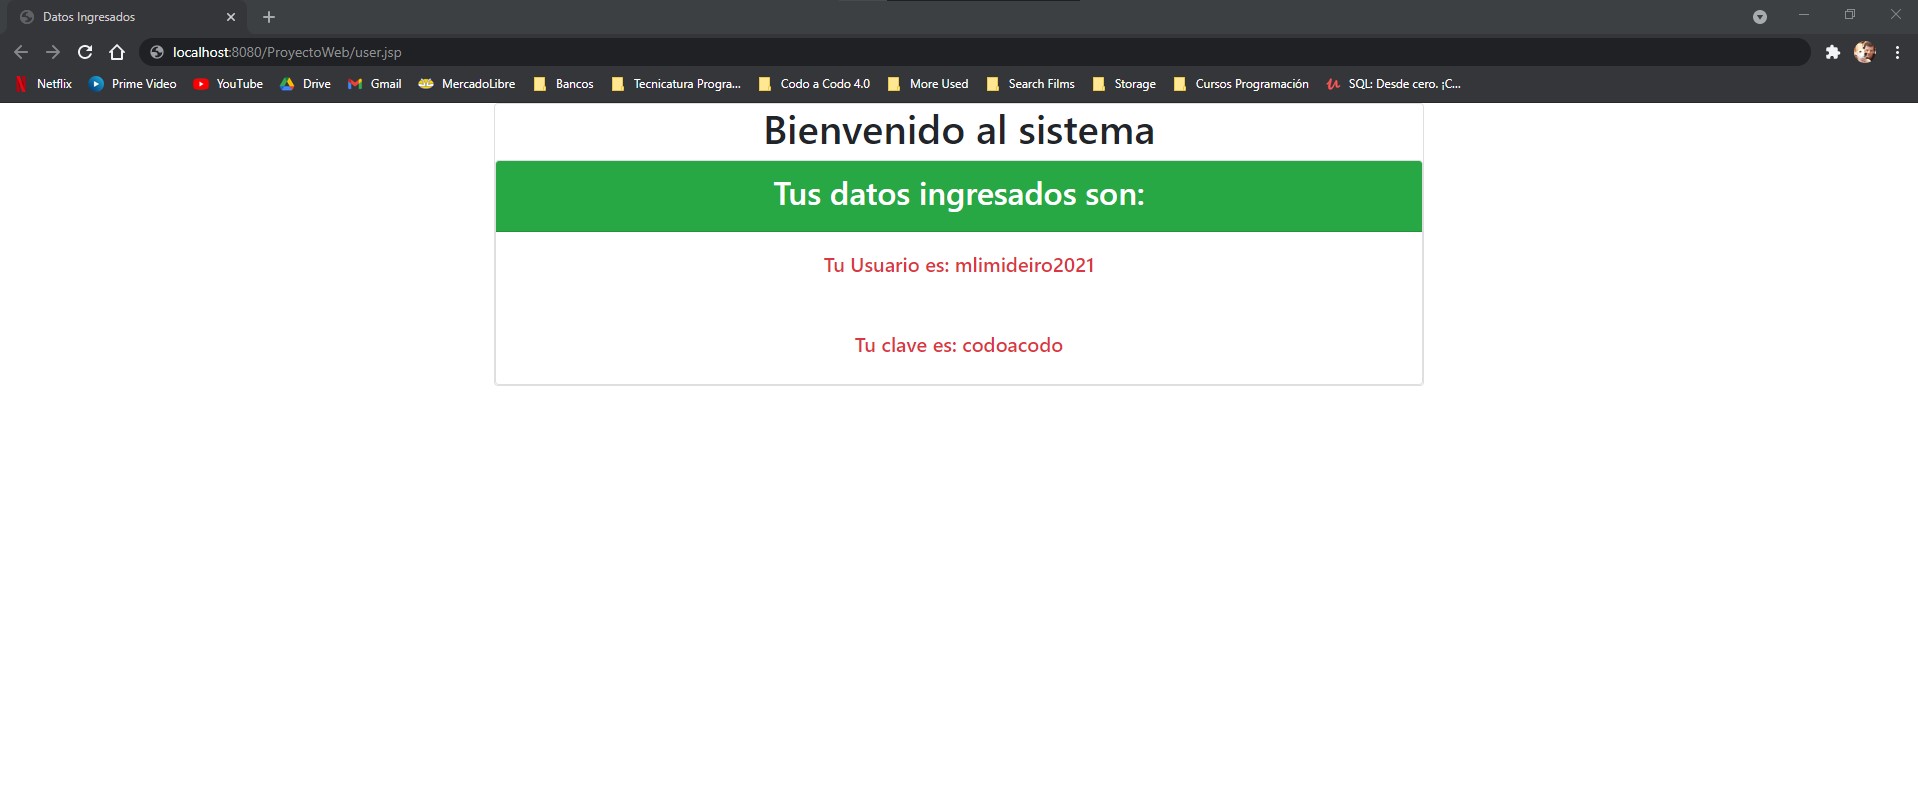 Datos Ingresados
localhost:8080/ProyectoWeb/user.jsp
Netflix Prime Video YouTube Drive Gmail MercadoLibre Bancos Tecnicatura Progra... Codo a Codo 4.0 More Used Search Films Storage Cursos Programación SQL: Desde cero. ¡C...
Bienvenido al sistema
Tus datos ingresados son:
Tu Usuario es: mlimideiro2021
Tu clave es: codoacodo